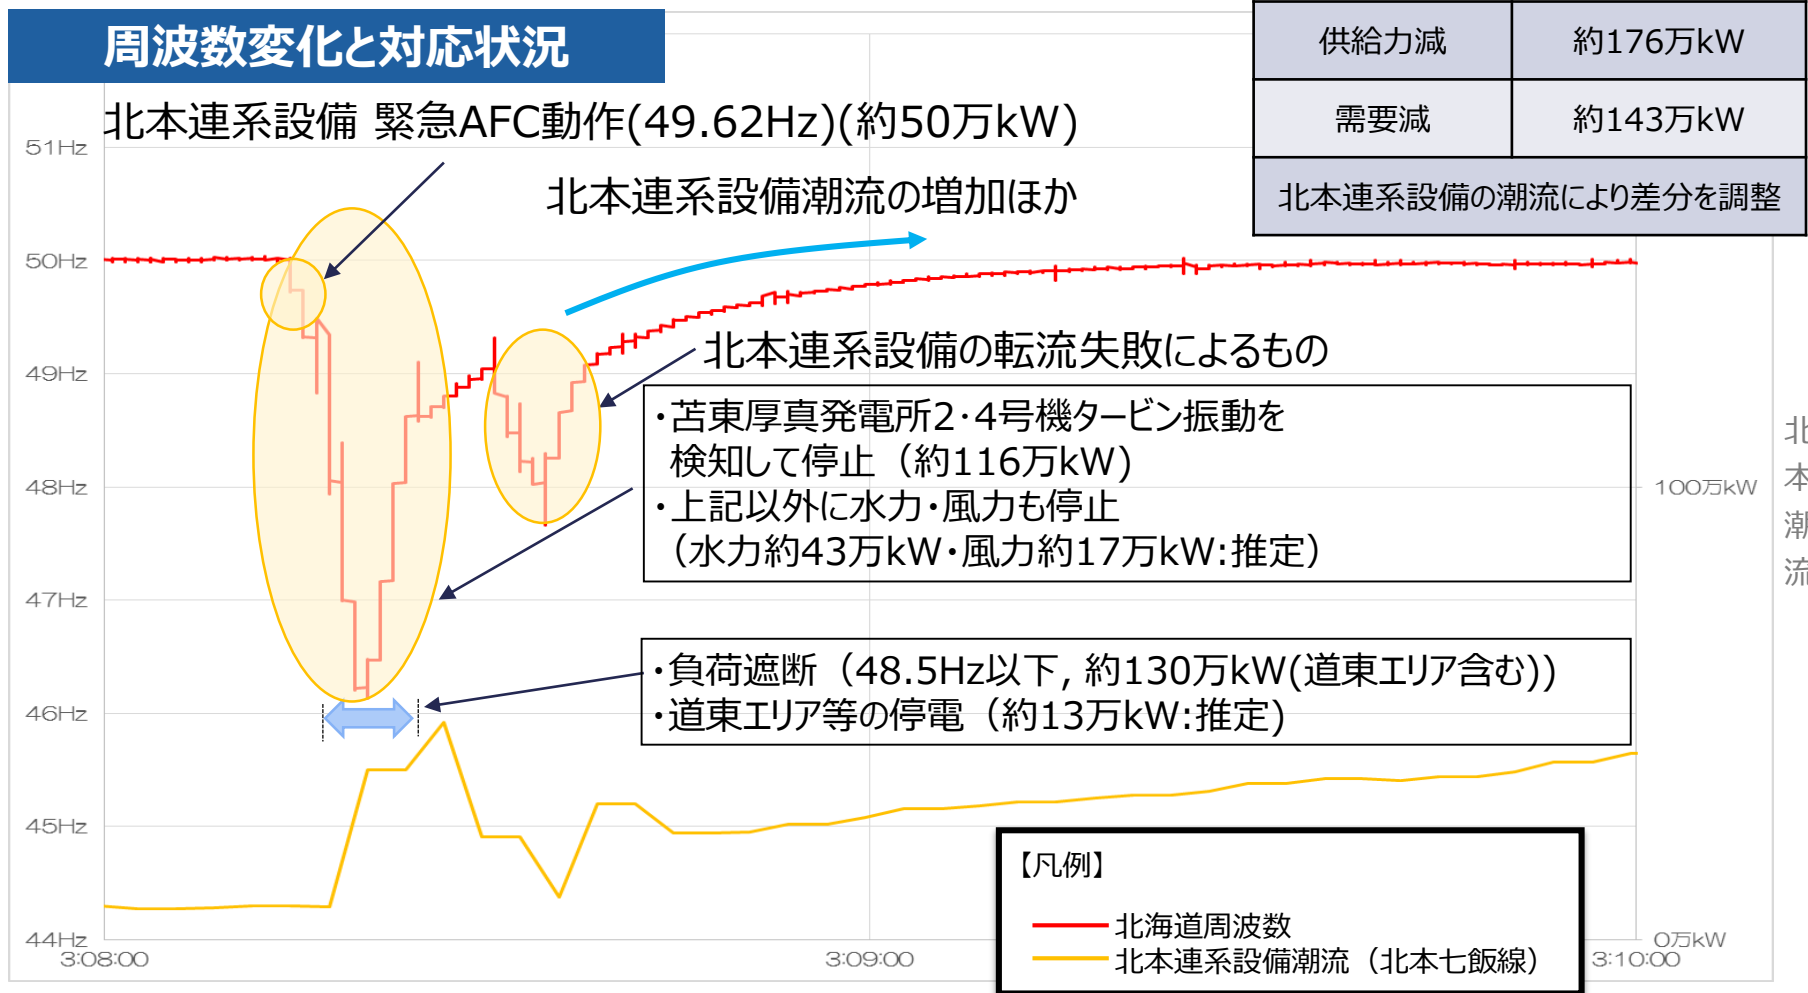 周波数変化と対応状況
供給力減 約176万kW
需要減 約143万kW
北本連系設備の潮流により差分を調整
北本連系設備 緊急AFC動作(49.62Hz)(約50万kW)
北本連系設備潮流の増加ほか
北本連系設備の転流失敗によるもの
・苫東厚真発電所2・4号機タービン振動を
検知して停止（約116万kW)
・上記以外に水力・風力も停止
（水力約43万kW・風力約17万kW:推定）
・負荷遮断（48.5Hz以下, 約130万kW(道東エリア含む))
・道東エリア等の停電（約13万kW:推定)
51Hz
50Hz
49Hz
48Hz
47Hz
46Hz
45Hz
44Hz
100万kW
0万kW
北
本
潮
流
3:08:00
3:09:00
3:10:00
【凡例】
北海道周波数
北本連系設備潮流（北本七飯線）